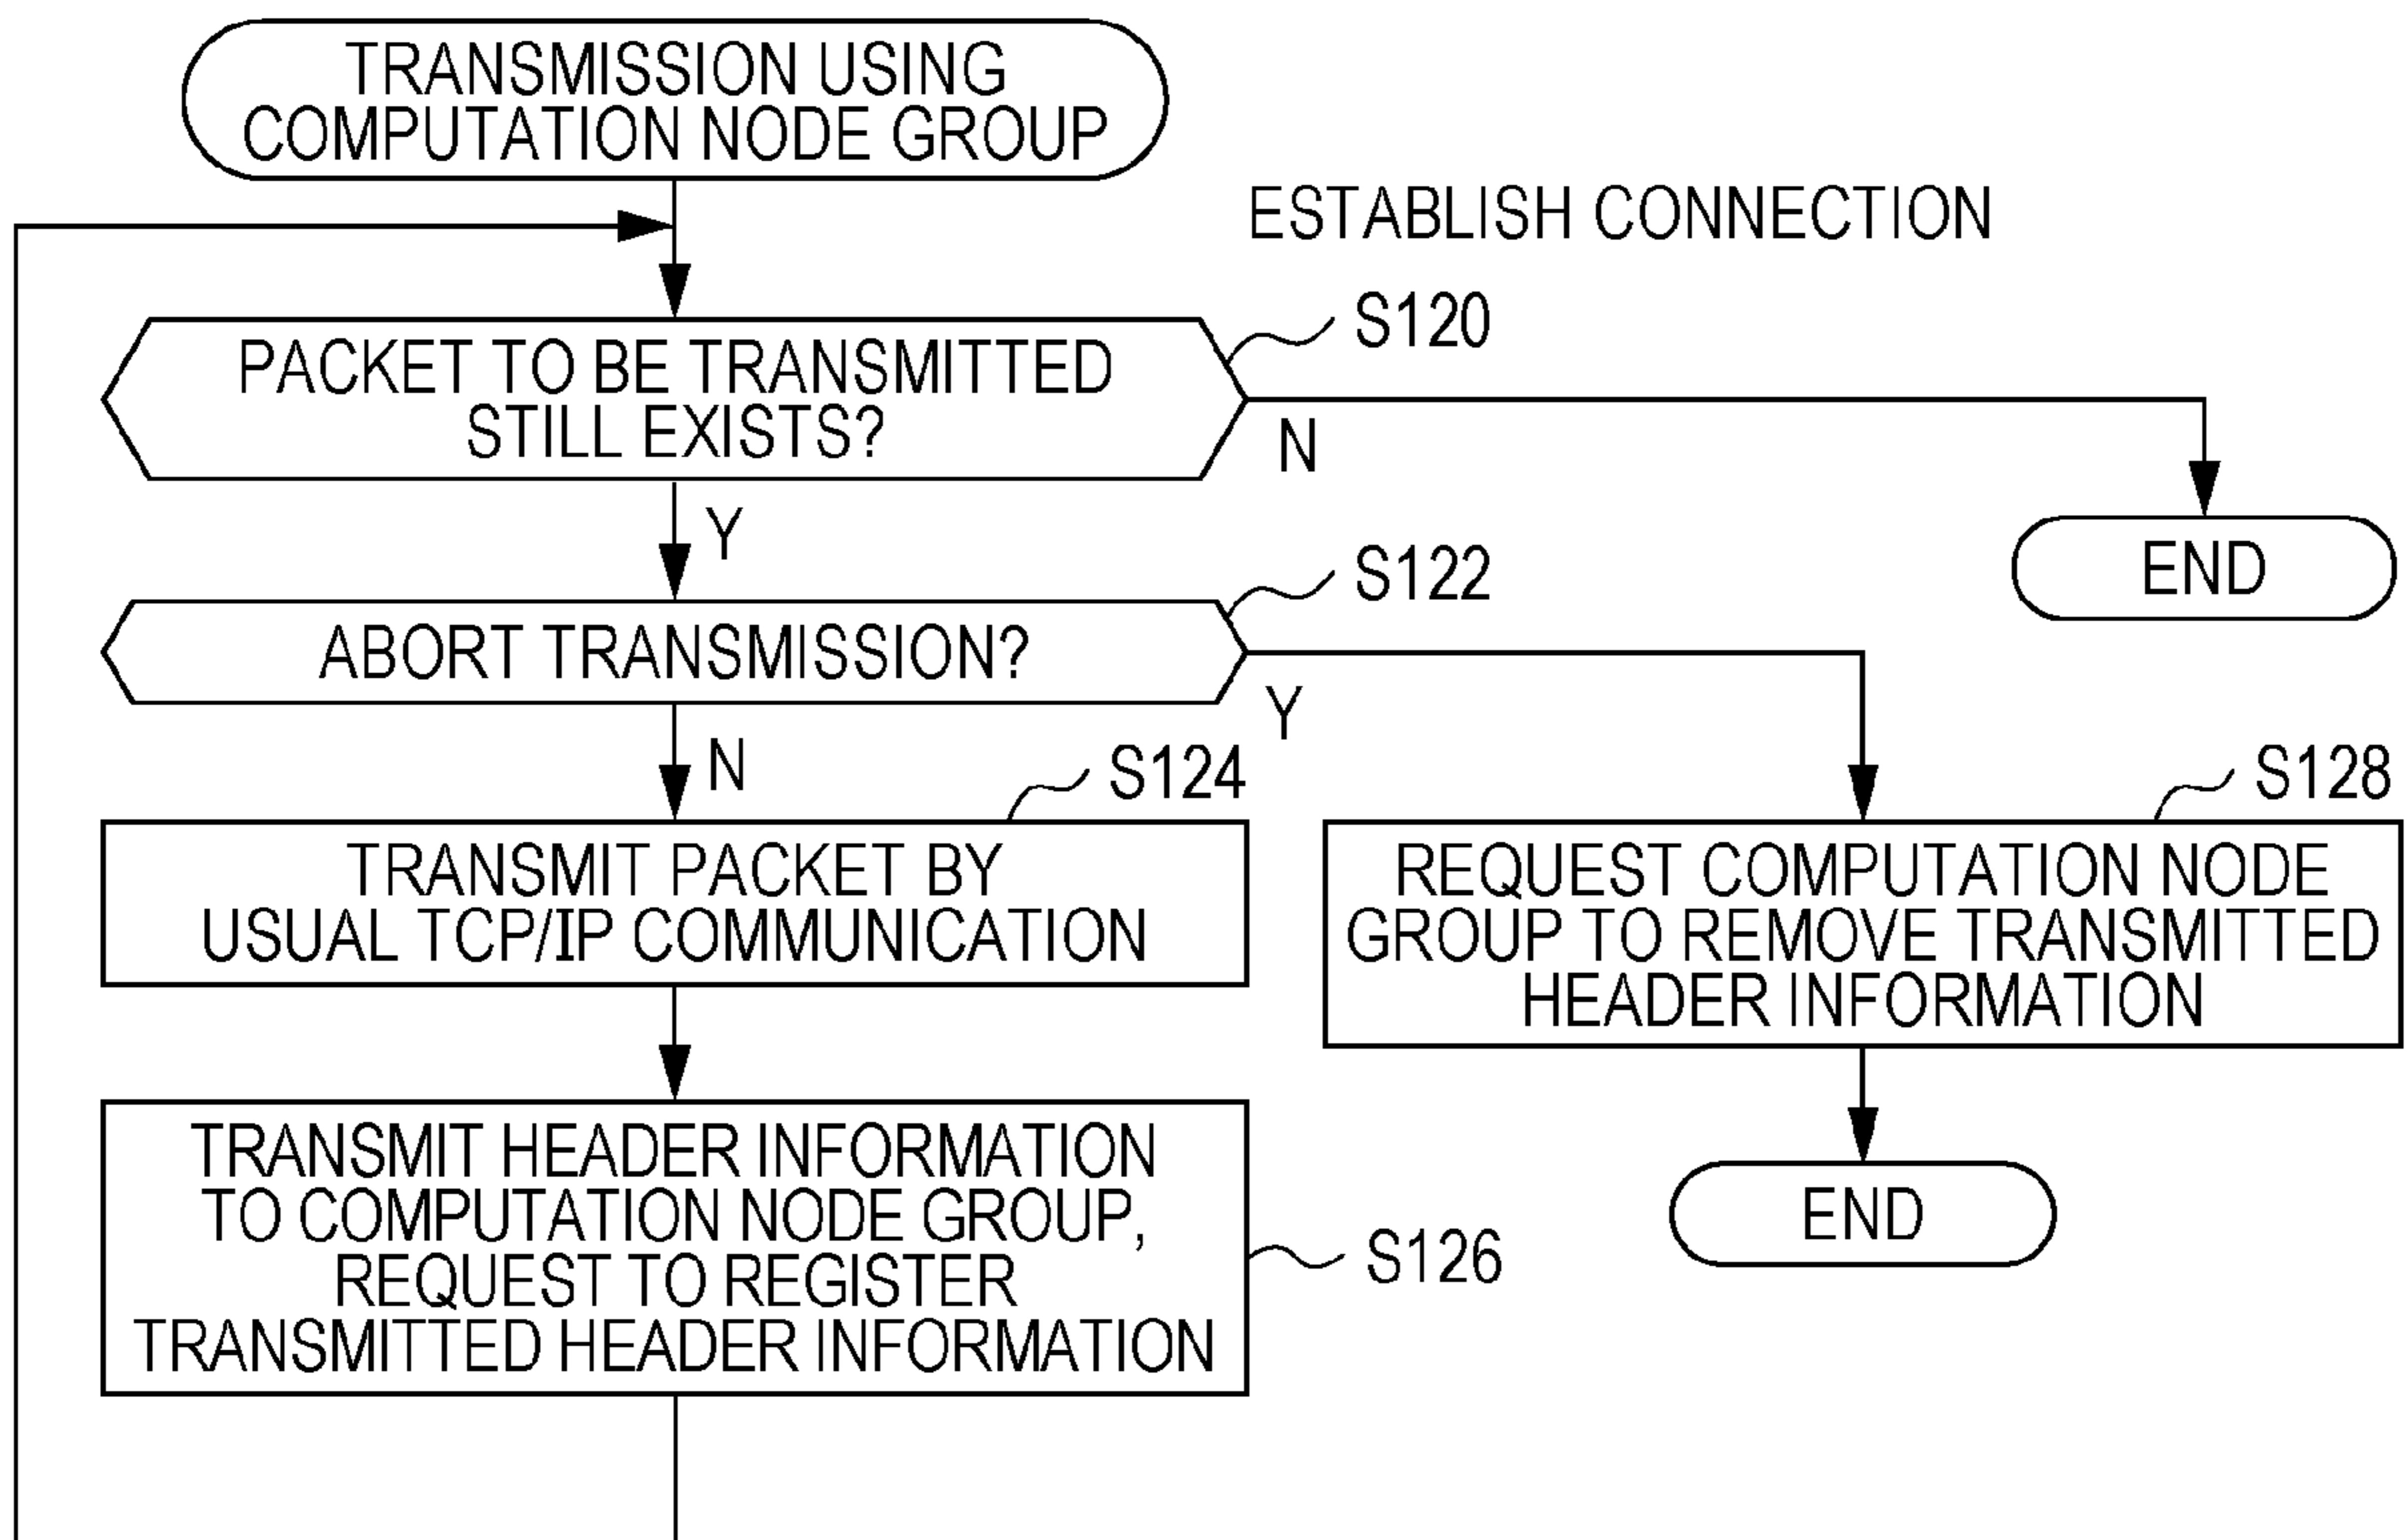 TRANSMISSION USING
COMPUTATION NODE GROUP
ESTABLISH CONNECTION
S120
PACKET TO BE TRANSMITTED
STILL EXISTS?
N
Y
END
S122
ABORT TRANSMISSION?
Y
N
S124
S128
TRANSMIT PACKET BY
USUAL TCP/IP COMMUNICATION
REQUEST COMPUTATION NODE
GROUP TO REMOVE TRANSMITTED
HEADER INFORMATION
TRANSMIT HEADER INFORMATION
TO COMPUTATION NODE GROUP,
REQUEST TO REGISTER
TRANSMITTED HEADER INFORMATION
S126
END